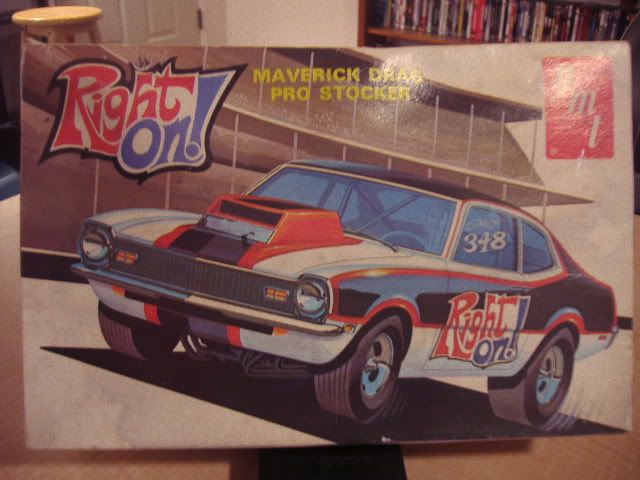 Right
On!
MAVERICK DRAG
PRO STOCKER
amt
348
Right
On!